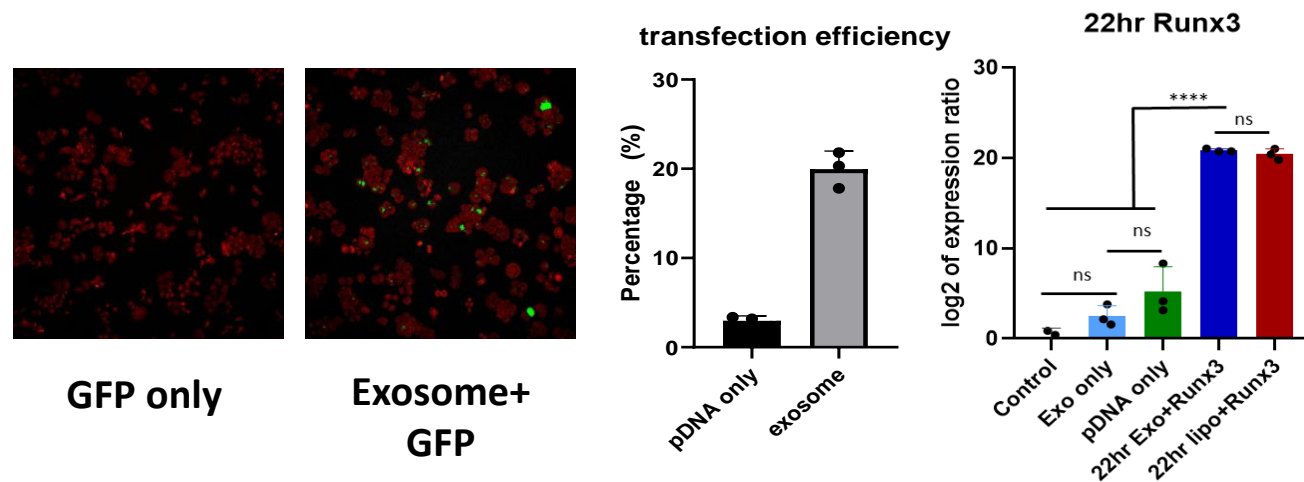 GFP only
Exosome+
GFP
transfection efficiency
Percentage (%)
30
20
10
0
pDNA only
exosome
22hr Runx3
log2 of expression ratio
30
20
10
0
****
ns
ns
ns
Control
Exo only
pDNA only
22hr Exo+Runx3
22hr lipo+Runx3